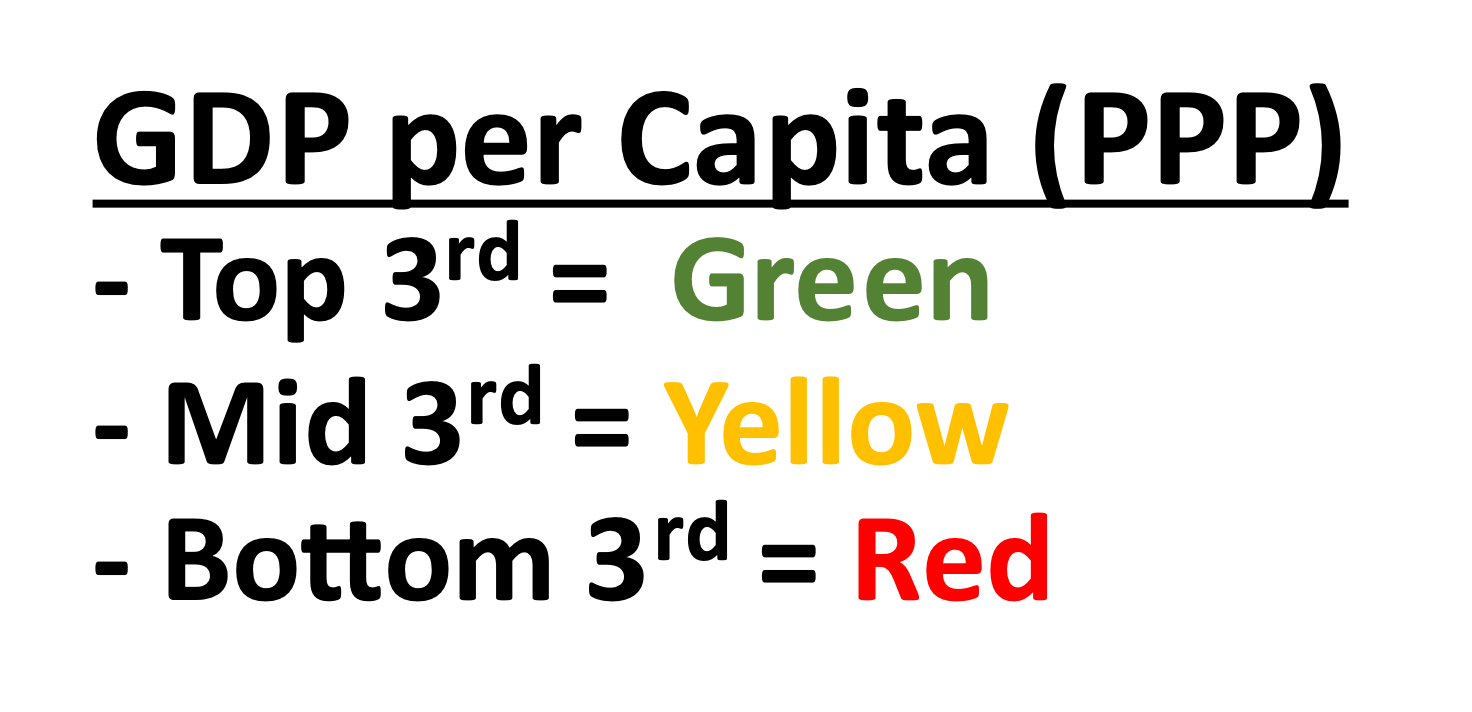 GDP per Capita (PPP)
- Top 3rd = Green
- Mid 3rd = Yellow
- Bottom 3rd = Red